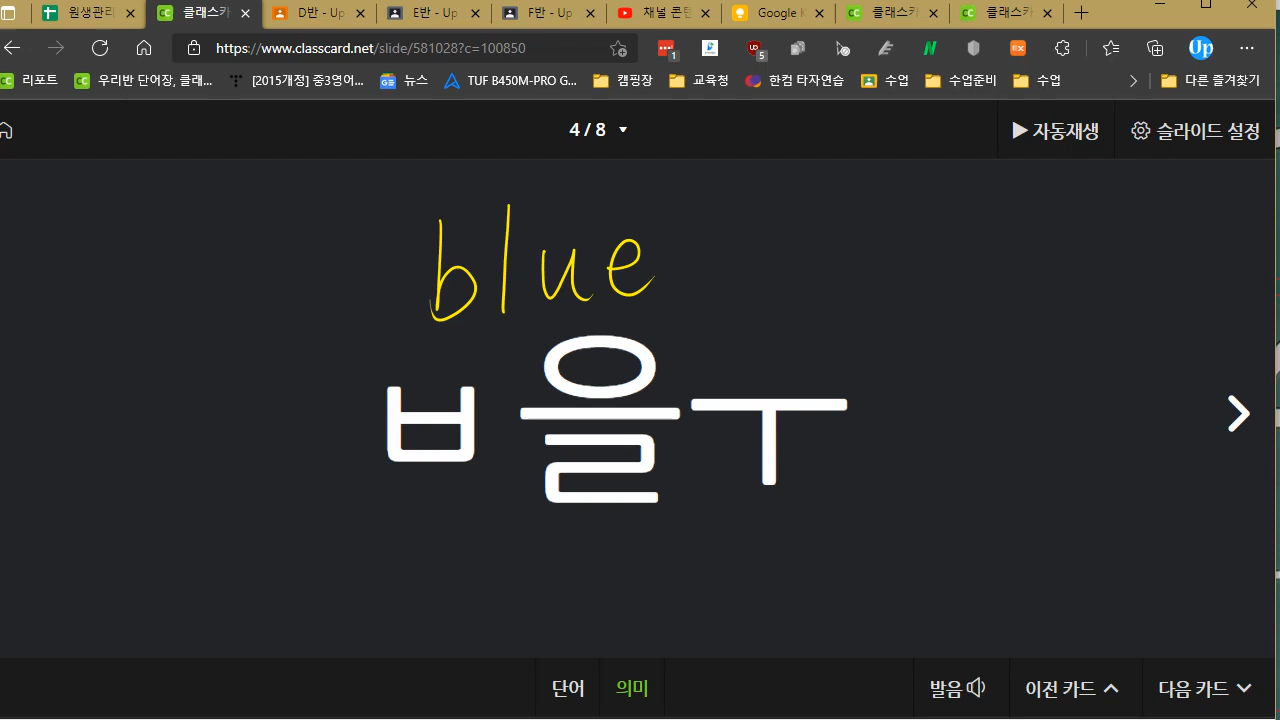 원생관리 클래스카 D반 - Up E반 - Up F반 - Up 채널 콘텐 Google K 클래스카 클래스카
https://www.classcard.net/slide/581028?c=100850 1 UD 5 N Up
CC 리포트 CC 우리반 단어장, 클래... [2015개정] 중3영어... 뉴스 TUF B450M-PRO G... 캠핑장 교육청 한컴 타자연습 수업 수업준비 수업 다른 즐겨찾기
4 / 8 자동재생 슬라이드 설정
blue
ㅂ을ㅜ
단어 의미 발음 이전 카드 다음 카드